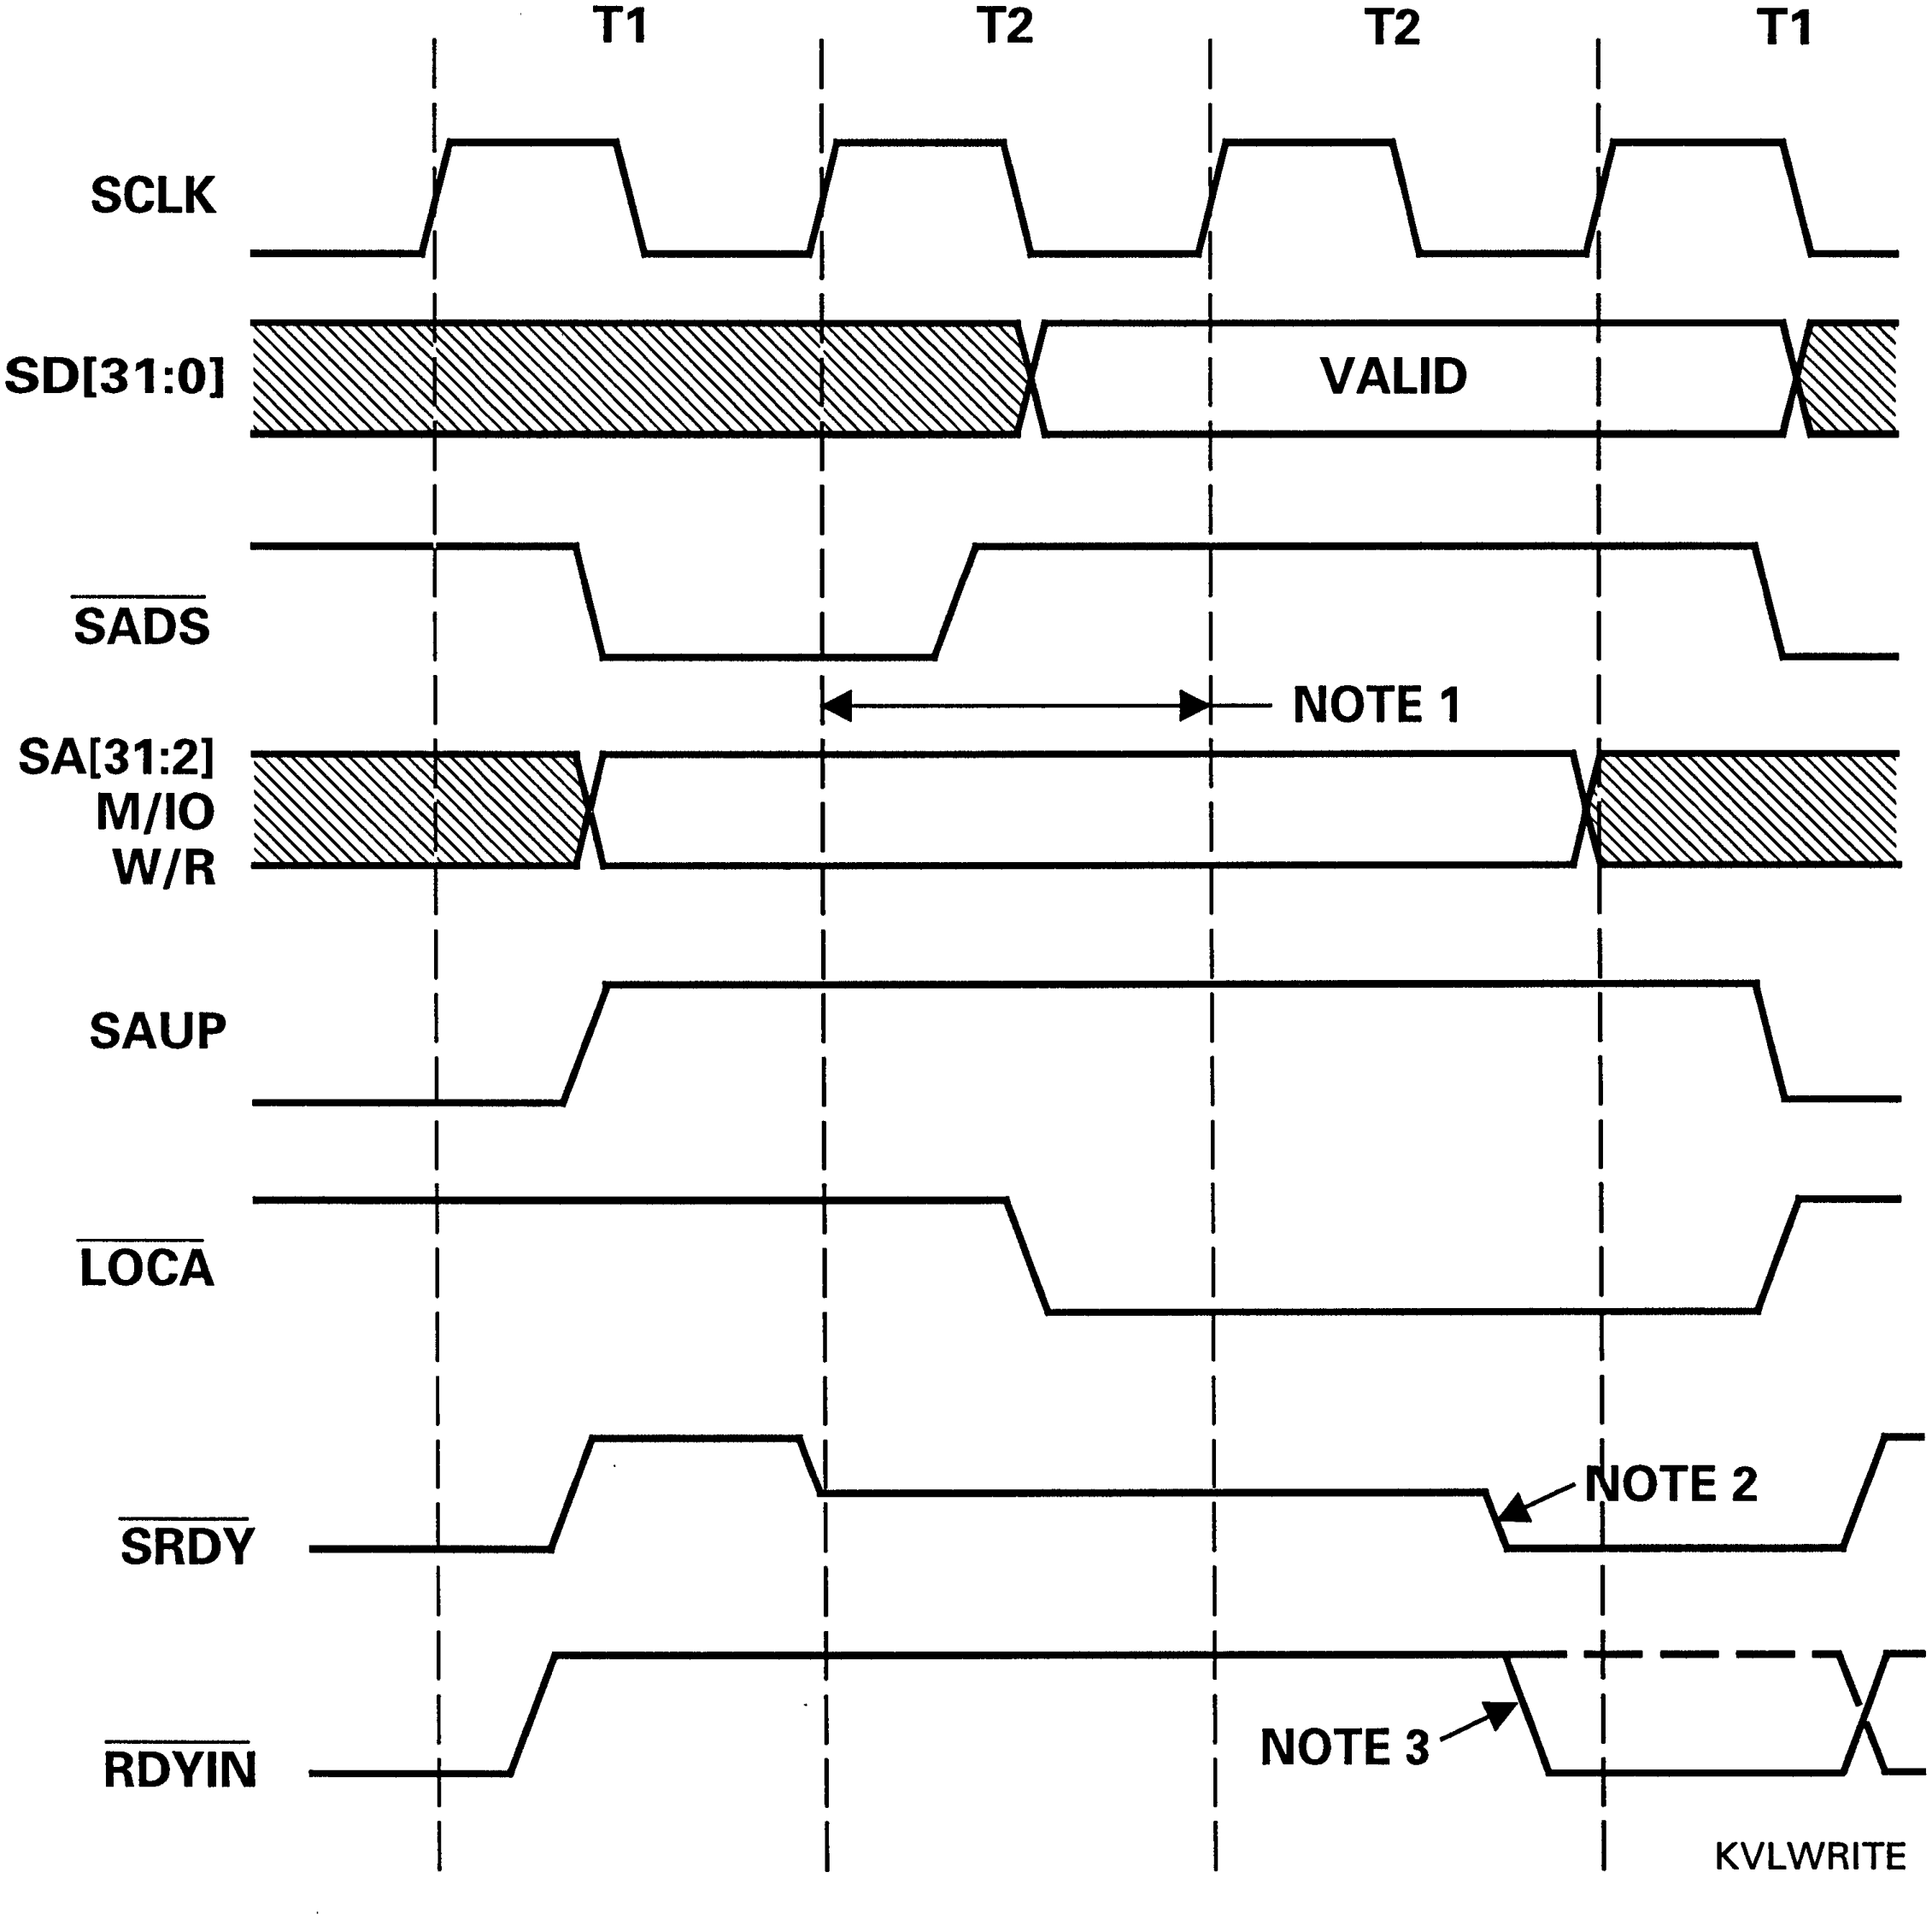 T1 T2 T2 T1
SCLK
SD[31:0] VALID
SADS
NOTE 1
SA[31:2]
M/IO
W/R
SAUP
LOCA
NOTE 2
SRDY
NOTE 3
RDYIN
KVLWRITE